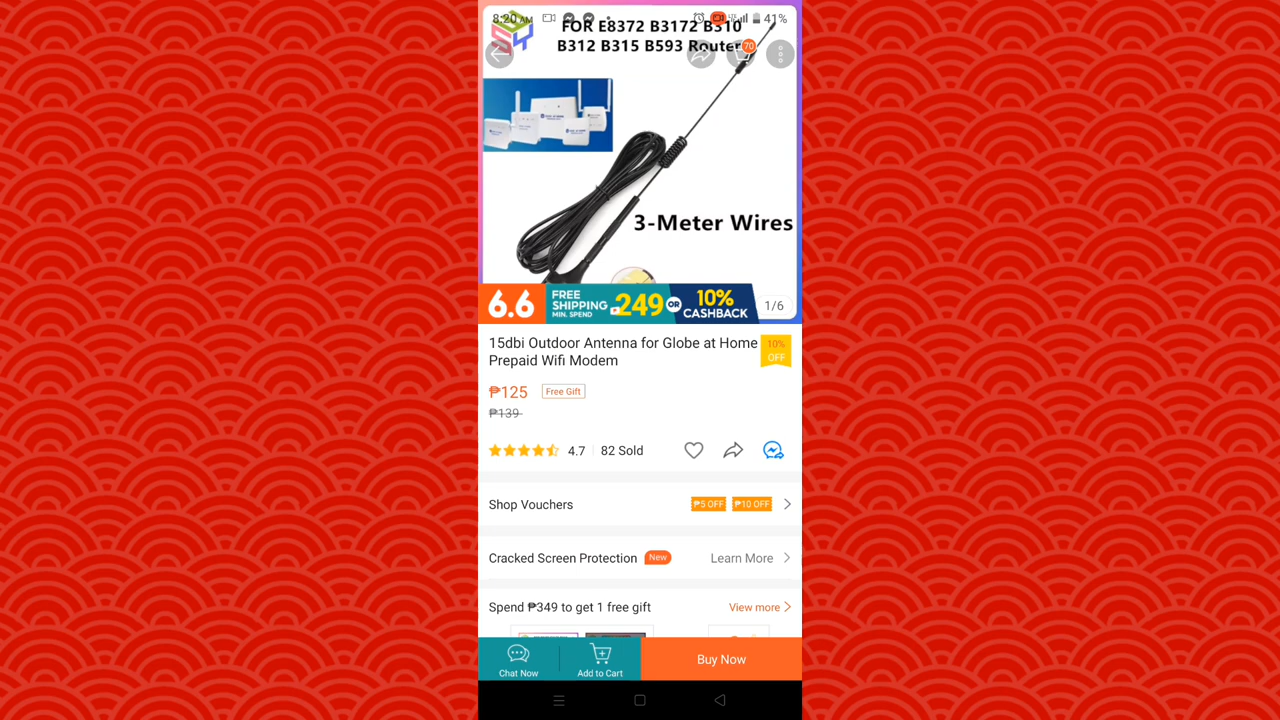 8:20 AM
41%
FOR E8372 B3172 B310
B312 B315 B593 Router
70
3-Meter Wires
6.6
FREE SHIPPING
MIN. SPEND
₱249 OR 10% CASHBACK
1/6
15dbi Outdoor Antenna for Globe at Home
Prepaid Wifi Modem
10%
OFF
₱125
Free Gift
₱139
4.7
82 Sold
Shop Vouchers
₱5 OFF
₱10 OFF
Cracked Screen Protection
New
Learn More
Spend ₱349 to get 1 free gift
View more
Chat Now
Add to Cart
Buy Now